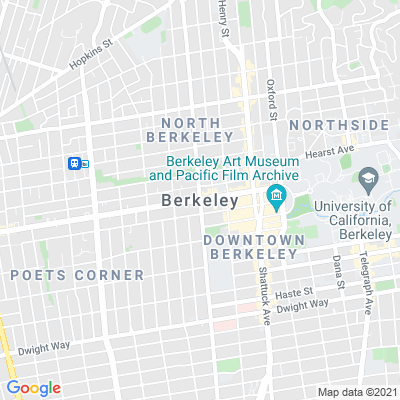 Henry St
Hopkins St
Oxford St
NORTH
BERKELEY
NORTHSIDE
Hearst Ave
Berkeley Art Museum
and Pacific Film Archive
Berkeley
University of
California,
Berkeley
DOWNTOWN
BERKELEY
POETS CORNER
Shattuck Ave
Dana St
Telegraph Ave
Haste St
Dwight Way
Dwight Way
Google
Map data ©2021